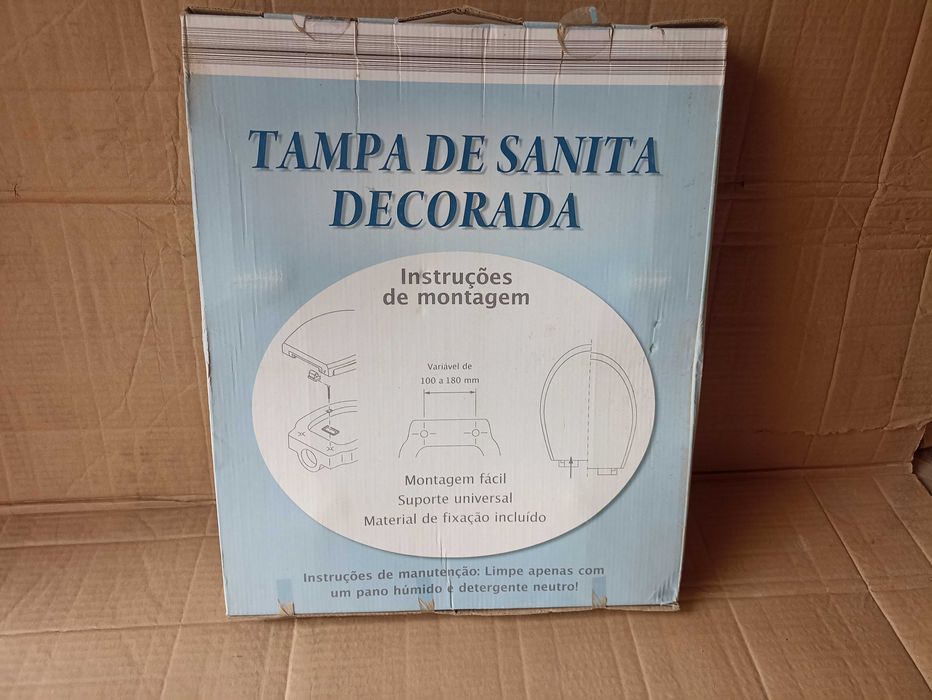 TAMPA DE SANITA
DECORADA
Instruções
de montagem
Variável de
100 a 180 mm
Montagem fácil
Suporte universal
Material de fixação incluído
Instruções de manutenção: Limpe apenas com
um pano húmido e detergente neutro!